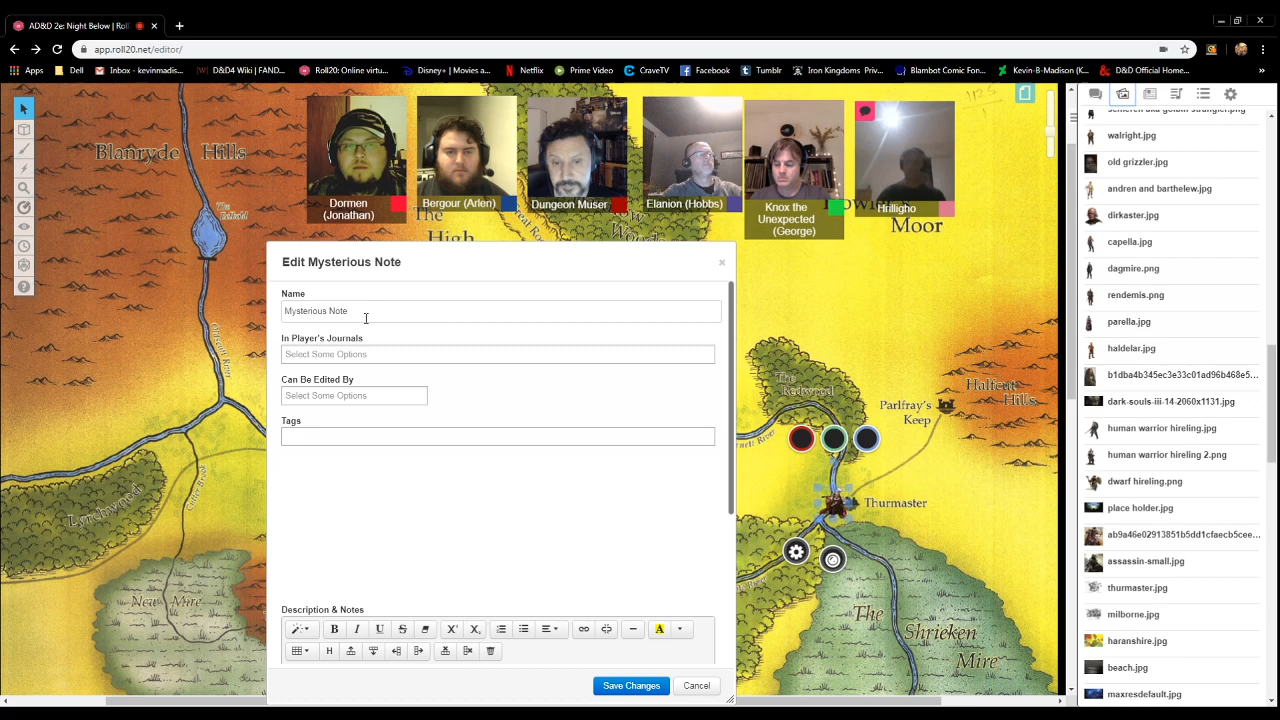 AD&D 2e: Night Below | Roll
app.roll20.net/editor/
Apps
Dell
Inbox - kevinmadis...
D&D4 Wiki | FAND...
Roll20: Online virtu...
Disney+ | Movies a...
Netflix
Prime Video
CraveTV
Facebook
Tumblr
Iron Kingdoms Priv...
Blambot Comic Fon...
Kevin-B-Madison (K...
D&D Official Home...
Blanryde Hills
The
High
Moor
Dormen
(Jonathan)
Bergour (Arlen)
Dungeon Muser
Elanion (Hobbs)
Knox the
Unexpected
(George)
Hrilligho
Edit Mysterious Note
Name
Mysterious Note
In Player's Journals
Select Some Options
Can Be Edited By
Select Some Options
Tags
Description & Notes
Save Changes
Cancel
Lyrchwood
New Mire
The
Redwood
Parlfray's
Keep
Halfcut
Hills
Thurmaster
The
Shrieken
Mire
walright.jpg
old grizzler.jpg
andren and barthelew.jpg
dirkaster.jpg
capella.jpg
dagmire.png
rendemis.png
parella.jpg
haldelar.jpg
b1dba4b345ec3e33c01ad96b468e5...
dark-souls-iii-14-2060x1131.jpg
human warrior hireling.jpg
human warrior hireling 2.png
dwarf hireling.png
place holder.jpg
ab9a46e02913851b5dd1cfaecb5cee...
assassin-small.jpg
thurmaster.jpg
milborne.jpg
haranshire.jpg
beach.jpg
maxresdefault.jpg